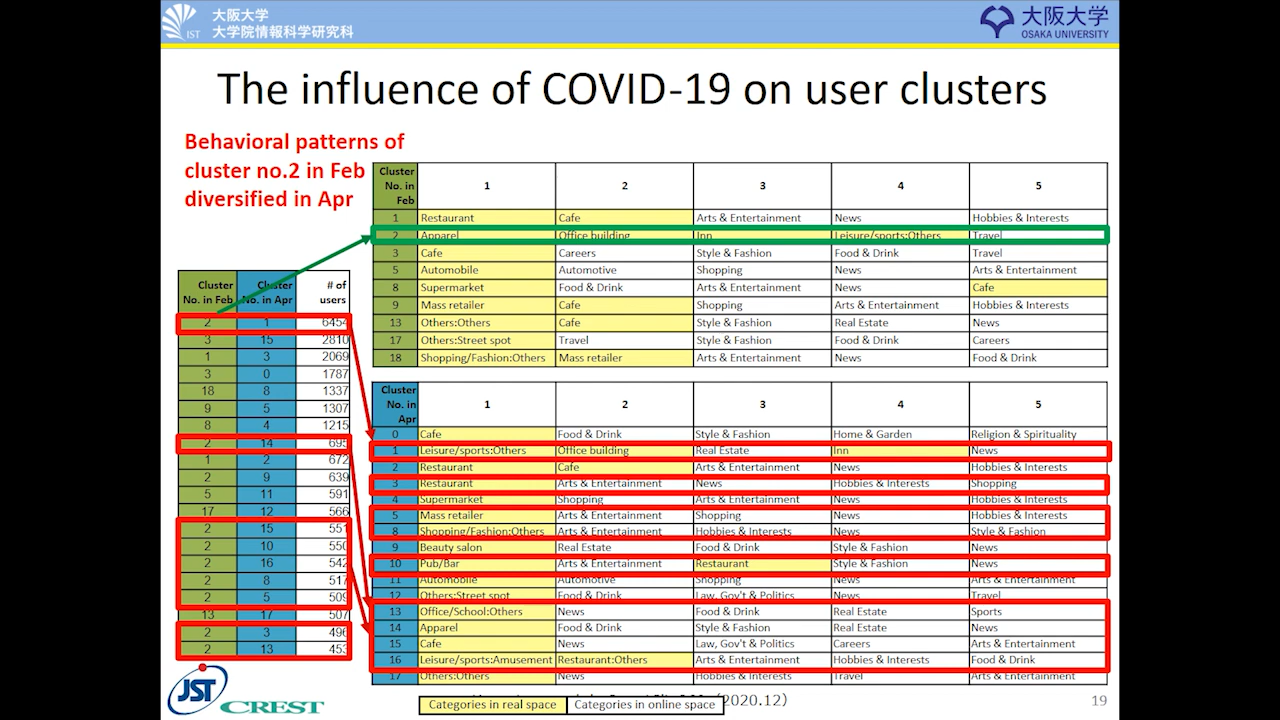 大阪大学
大学院情報科学研究科
IST
大阪大学
OSAKA UNIVERSITY
The influence of COVID-19 on user clusters
Behavioral patterns of
cluster no.2 in Feb
diversified in Apr
Cluster No. in Feb 1 2 3 4 5
1 Restaurant Cafe Arts & Entertainment News Hobbies & Interests
2 Apparel Office building Inn Leisure/sports:Others Travel
3 Cafe Careers Style & Fashion Food & Drink Travel
5 Automobile Automotive Shopping News Arts & Entertainment
8 Supermarket Food & Drink Arts & Entertainment News Cafe
9 Mass retailer Cafe Shopping Arts & Entertainment Hobbies & Interests
13 Others:Others Cafe Style & Fashion Real Estate News
17 Others:Street spot Travel Style & Fashion Food & Drink Careers
18 Shopping/Fashion:Others Mass retailer Arts & Entertainment News Food & Drink
Cluster No. in Feb Cluster No. in Apr # of users
2 1 6454
3 15 2810
1 3 2069
3 0 1787
18 8 1337
9 5 1307
8 4 1215
2 14 695
1 2 672
2 9 639
5 11 591
17 12 566
2 15 551
2 10 550
2 16 542
2 8 517
2 5 509
13 17 507
2 3 496
2 13 453
Cluster No. in Apr 1 2 3 4 5
0 Cafe Food & Drink Style & Fashion Home & Garden Religion & Spirituality
1 Leisure/sports:Others Office building Real Estate Inn News
2 Restaurant Cafe Arts & Entertainment News Hobbies & Interests
3 Restaurant Arts & Entertainment News Hobbies & Interests Shopping
4 Supermarket Shopping Arts & Entertainment News Hobbies & Interests
5 Mass retailer Arts & Entertainment Shopping News Hobbies & Interests
8 Shopping/Fashion:Others Arts & Entertainment Hobbies & Interests News Style & Fashion
9 Beauty salon Real Estate Food & Drink Style & Fashion News
10 Pub/Bar Arts & Entertainment Restaurant Style & Fashion News
11 Automobile Automotive Shopping News Arts & Entertainment
12 Others:Street spot Food & Drink Law, Gov't & Politics News Travel
13 Office/School:Others News Food & Drink Real Estate Sports
14 Apparel Food & Drink Style & Fashion Real Estate News
15 Cafe News Law, Gov't & Politics Careers Arts & Entertainment
16 Leisure/sports:Amusement Restaurant:Others Arts & Entertainment Hobbies & Interests Food & Drink
17 Others:Others News Hobbies & Interests Travel Arts & Entertainment
JST
CREST
Categories in real space Categories in online space
(2020.12)
19